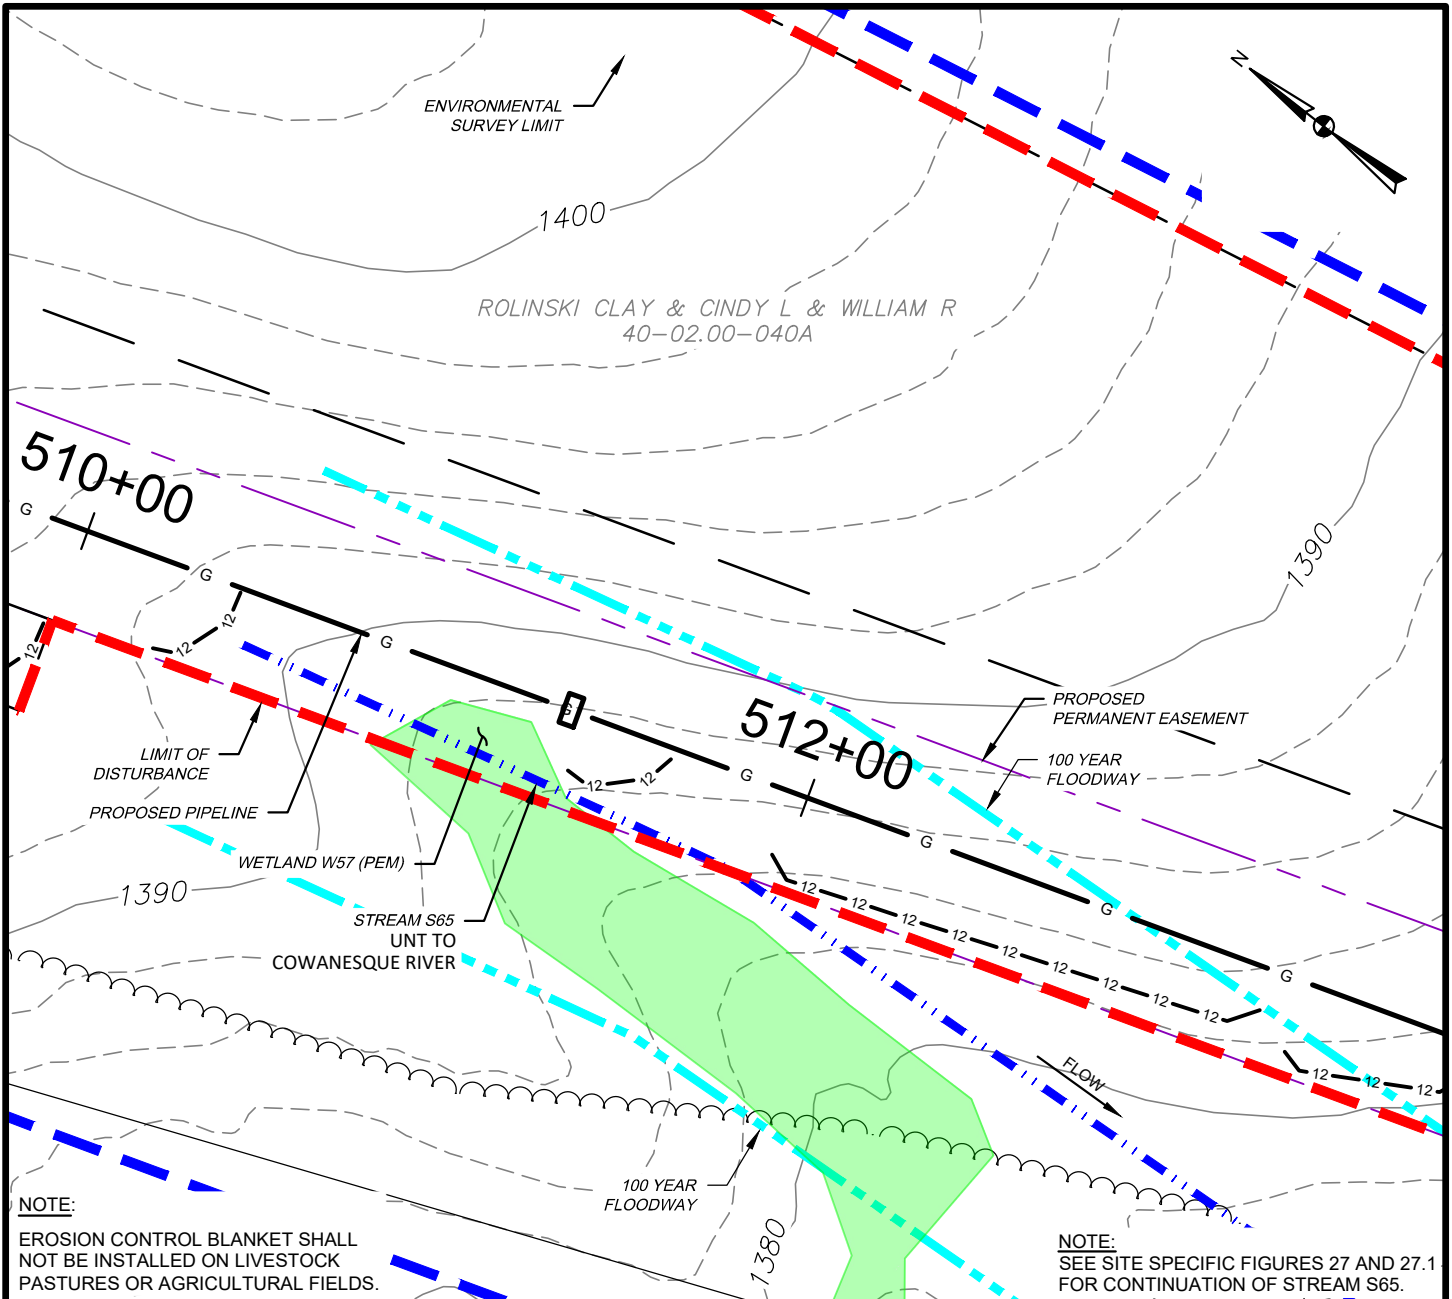 N
ENVIRONMENTAL
SURVEY LIMIT
1400
ROLINSKI CLAY & CINDY L & WILLIAM R
40-02.00-040A
510+00
G
G
12
12
12
G
G
1390
PROPOSED
PERMANENT EASEMENT
512+00
100 YEAR
FLOODWAY
LIMIT OF
DISTURBANCE
PROPOSED PIPELINE
12
12
G
G
WETLAND W57 (PEM)
1390
STREAM S65
UNT TO
COWANESQUE RIVER
12
12
12
12
12
12
12
12
12
G
G
FLOW
12
12
12
100 YEAR
FLOODWAY
1380
NOTE:
EROSION CONTROL BLANKET SHALL
NOT BE INSTALLED ON LIVESTOCK
PASTURES OR AGRICULTURAL FIELDS.
NOTE:
SEE SITE SPECIFIC FIGURES 27 AND 27.1
FOR CONTINUATION OF STREAM S65.